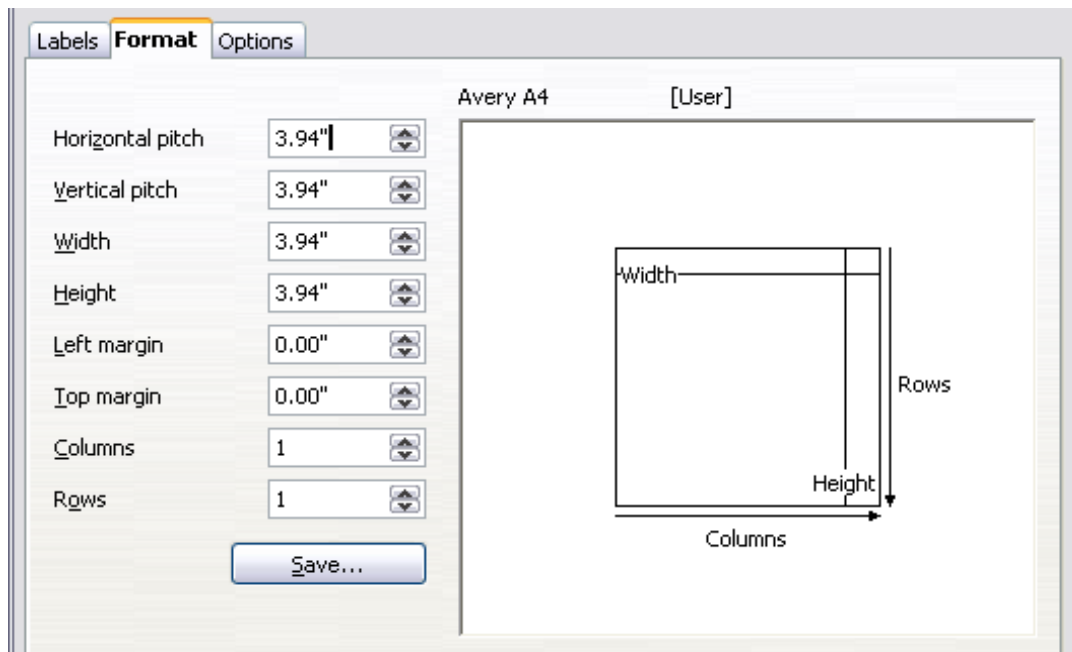 Labels Format Options
Avery A4 [User]
Horizontal pitch 3.94"
Vertical pitch 3.94"
Width 3.94"
Height 3.94"
Left margin 0.00"
Top margin 0.00"
Columns 1
Rows 1
Save...
Width
Rows
Height
Columns